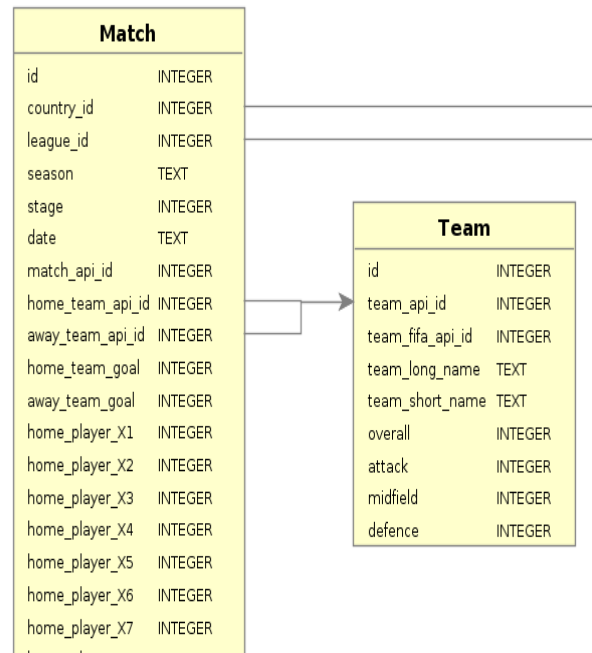 Match
id INTEGER
country_id INTEGER
league_id INTEGER
season TEXT
stage INTEGER
date TEXT
match_api_id INTEGER
home_team_api_id INTEGER
away_team_api_id INTEGER
home_team_goal INTEGER
away_team_goal INTEGER
home_player_X1 INTEGER
home_player_X2 INTEGER
home_player_X3 INTEGER
home_player_X4 INTEGER
home_player_X5 INTEGER
home_player_X6 INTEGER
home_player_X7 INTEGER
Team
id INTEGER
team_api_id INTEGER
team_fifa_api_id INTEGER
team_long_name TEXT
team_short_name TEXT
overall INTEGER
attack INTEGER
midfield INTEGER
defence INTEGER